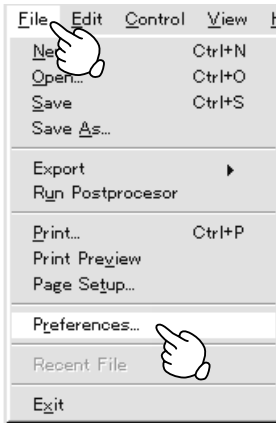 File Edit Control View
New Ctrl+N
Open... Ctrl+O
Save Ctrl+S
Save As...
Export
Run Postprocesor
Print... Ctrl+P
Print Preview
Page Setup...
Preferences...
Recent File
Exit